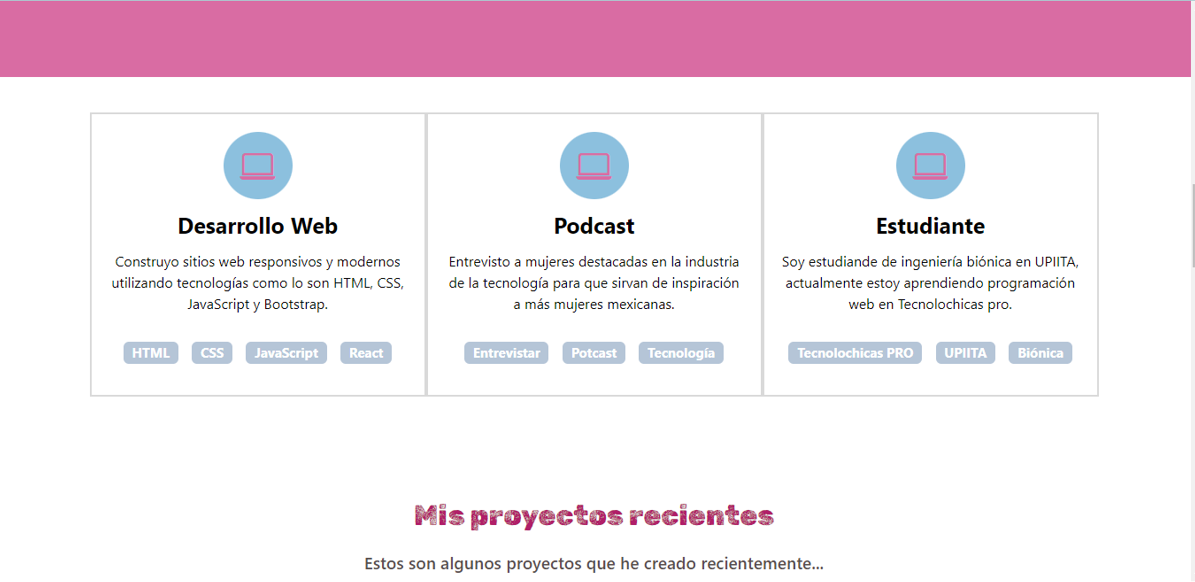 Desarrollo Web
Construyo sitios web responsivos y modernos
utilizando tecnologías como lo son HTML, CSS,
JavaScript y Bootstrap.
HTML CSS JavaScript React
Podcast
Entrevisto a mujeres destacadas en la industria
de la tecnología para que sirvan de inspiración
a más mujeres mexicanas.
Entrevistar Potcast Tecnología
Estudiante
Soy estudiande de ingeniería biónica en UPIITA,
actualmente estoy aprendiendo programación
web en Tecnolochicas pro.
Tecnolochicas PRO UPIITA Biónica
Mis proyectos recientes
Estos son algunos proyectos que he creado recientemente...